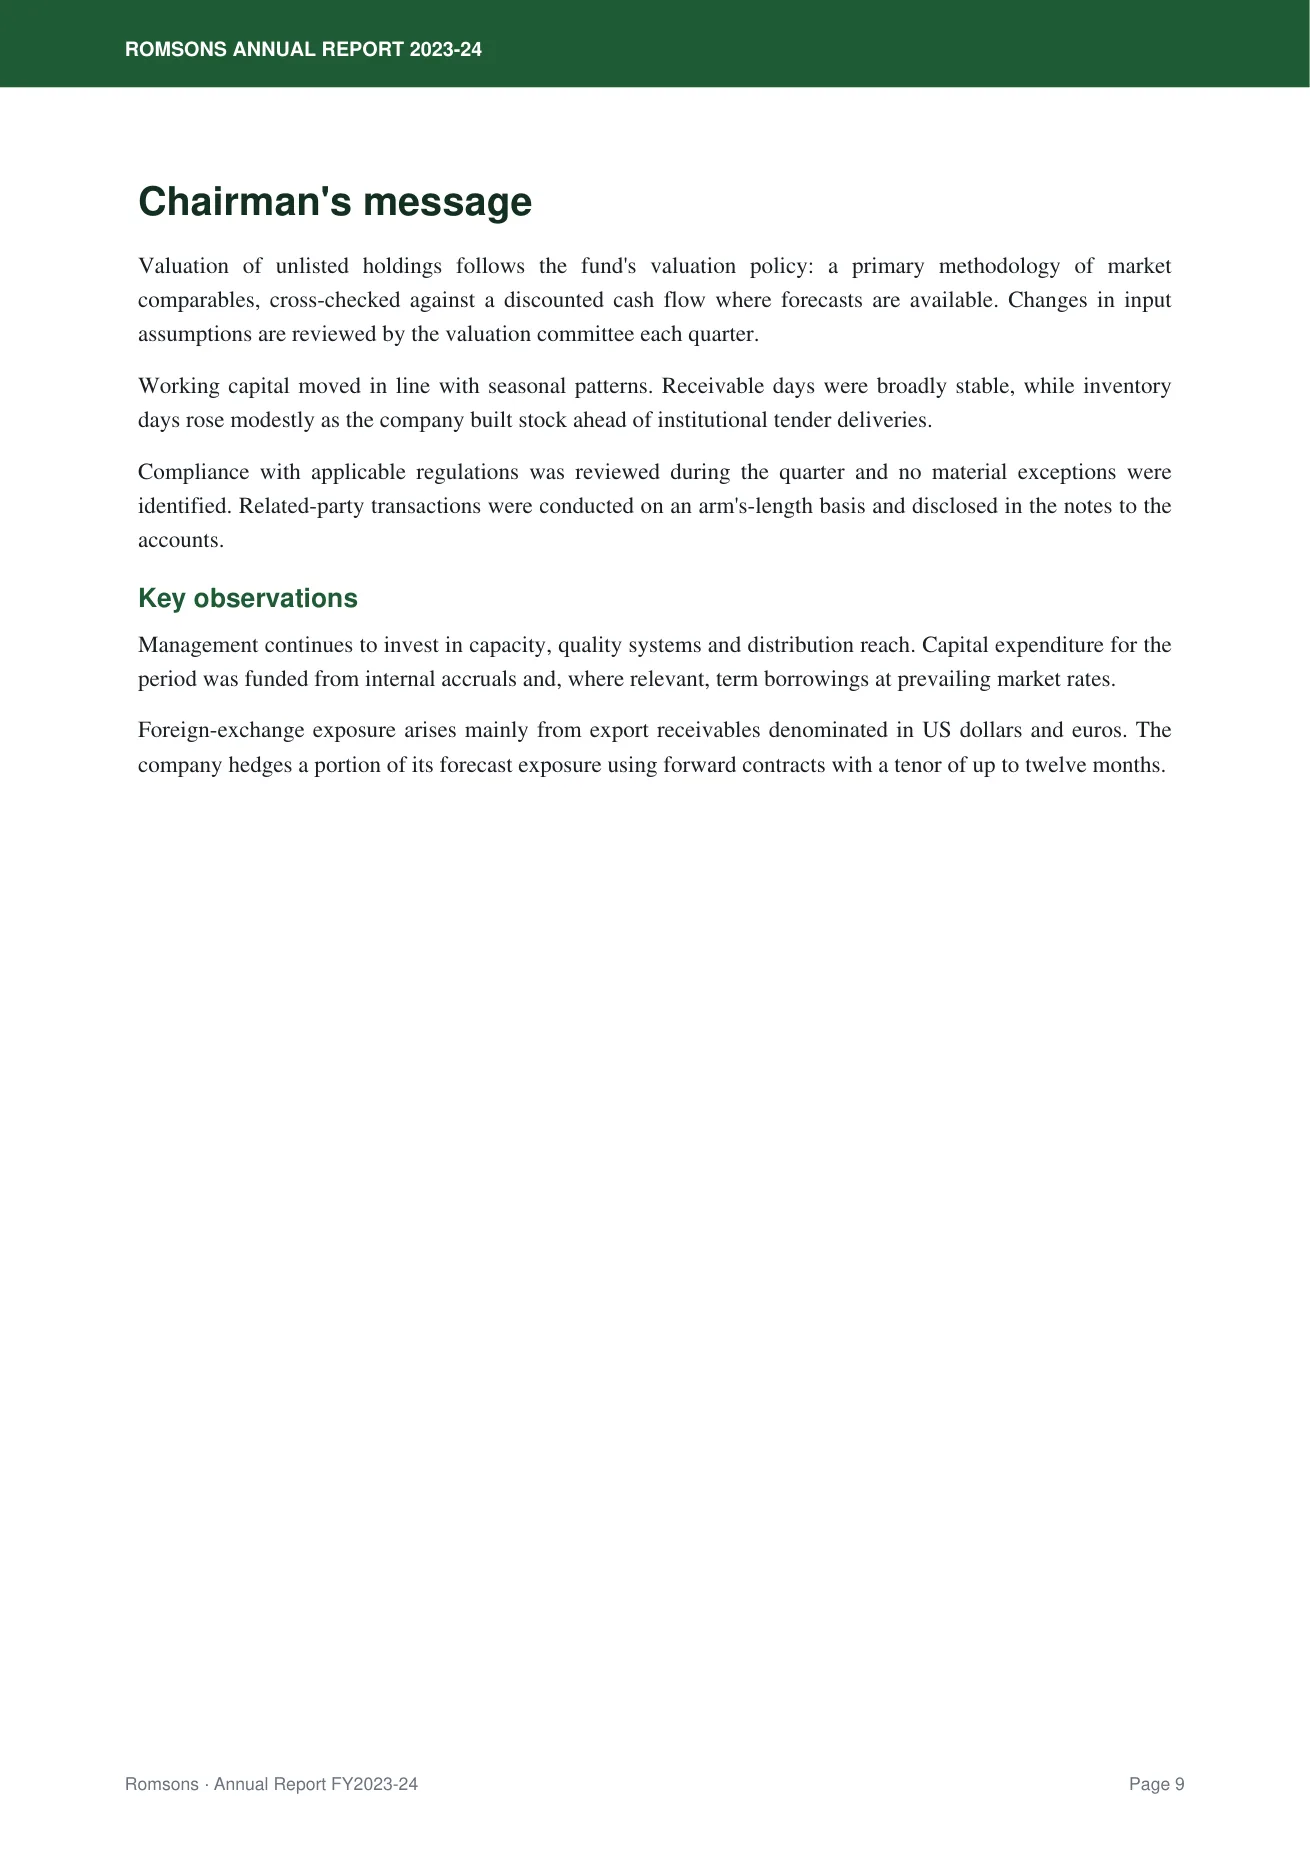 ROMSONS ANNUAL REPORT 2023-24
Chairman's message
Valuation of unlisted holdings follows the fund's valuation policy: a primary methodology of market
comparables, cross-checked against a discounted cash flow where forecasts are available. Changes in input
assumptions are reviewed by the valuation committee each quarter.
Working capital moved in line with seasonal patterns. Receivable days were broadly stable, while inventory
days rose modestly as the company built stock ahead of institutional tender deliveries.
Compliance with applicable regulations was reviewed during the quarter and no material exceptions were
identified. Related-party transactions were conducted on an arm's-length basis and disclosed in the notes to the
accounts.
Key observations
Management continues to invest in capacity, quality systems and distribution reach. Capital expenditure for the
period was funded from internal accruals and, where relevant, term borrowings at prevailing market rates.
Foreign-exchange exposure arises mainly from export receivables denominated in US dollars and euros. The
company hedges a portion of its forecast exposure using forward contracts with a tenor of up to twelve months.
Romsons · Annual Report FY2023-24
Page 9